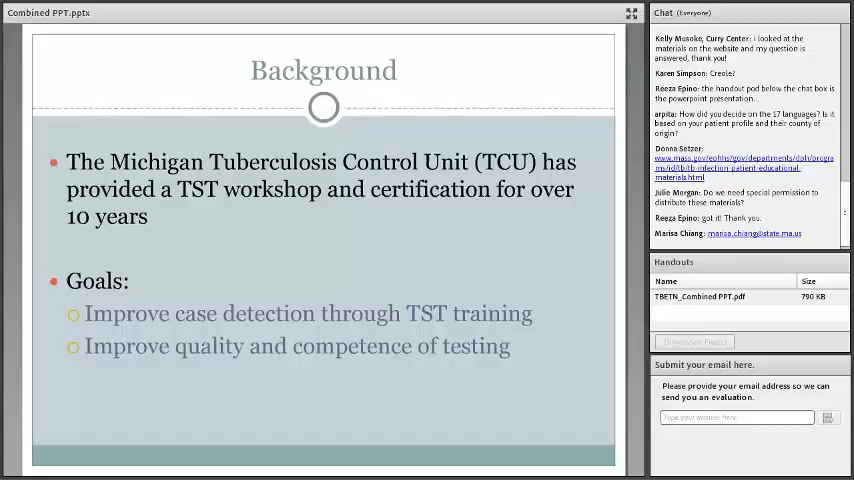 Combined PPT.pptx
Background
The Michigan Tuberculosis Control Unit (TCU) has
provided a TST workshop and certification for over
10 years
Goals:
Improve case detection through TST training
Improve quality and competence of testing
Chat (Everyone)
Kelly Musoke, Curry Center: i looked at the
materials on the website and my question is
answered, thank you!
Karen Simpson: Creole?
Reeza Epino: the handout pod below the chat box is
the powerpoint presentation...
arpita: How did you decide on the 17 languages? Is it
based on your patient profile and their county of
origin?
Donna Setzer:
www.mass.gov/eohhs/gov/departments/dph/progra
ms/id/tb/tb-infection-patient-educational-
materials.html
Julie Morgan: Do we need special permission to
distribute these materials?
Reeza Epino: got it! Thank you.
Marisa Chiang: marisa.chiang@state.ma.us
Handouts
Name Size
TBETN_Combined PPT.pdf 790 KB
Download File(s)
Submit your email here.
Please provide your email address so we can
send you an evaluation.
Type your answer here.